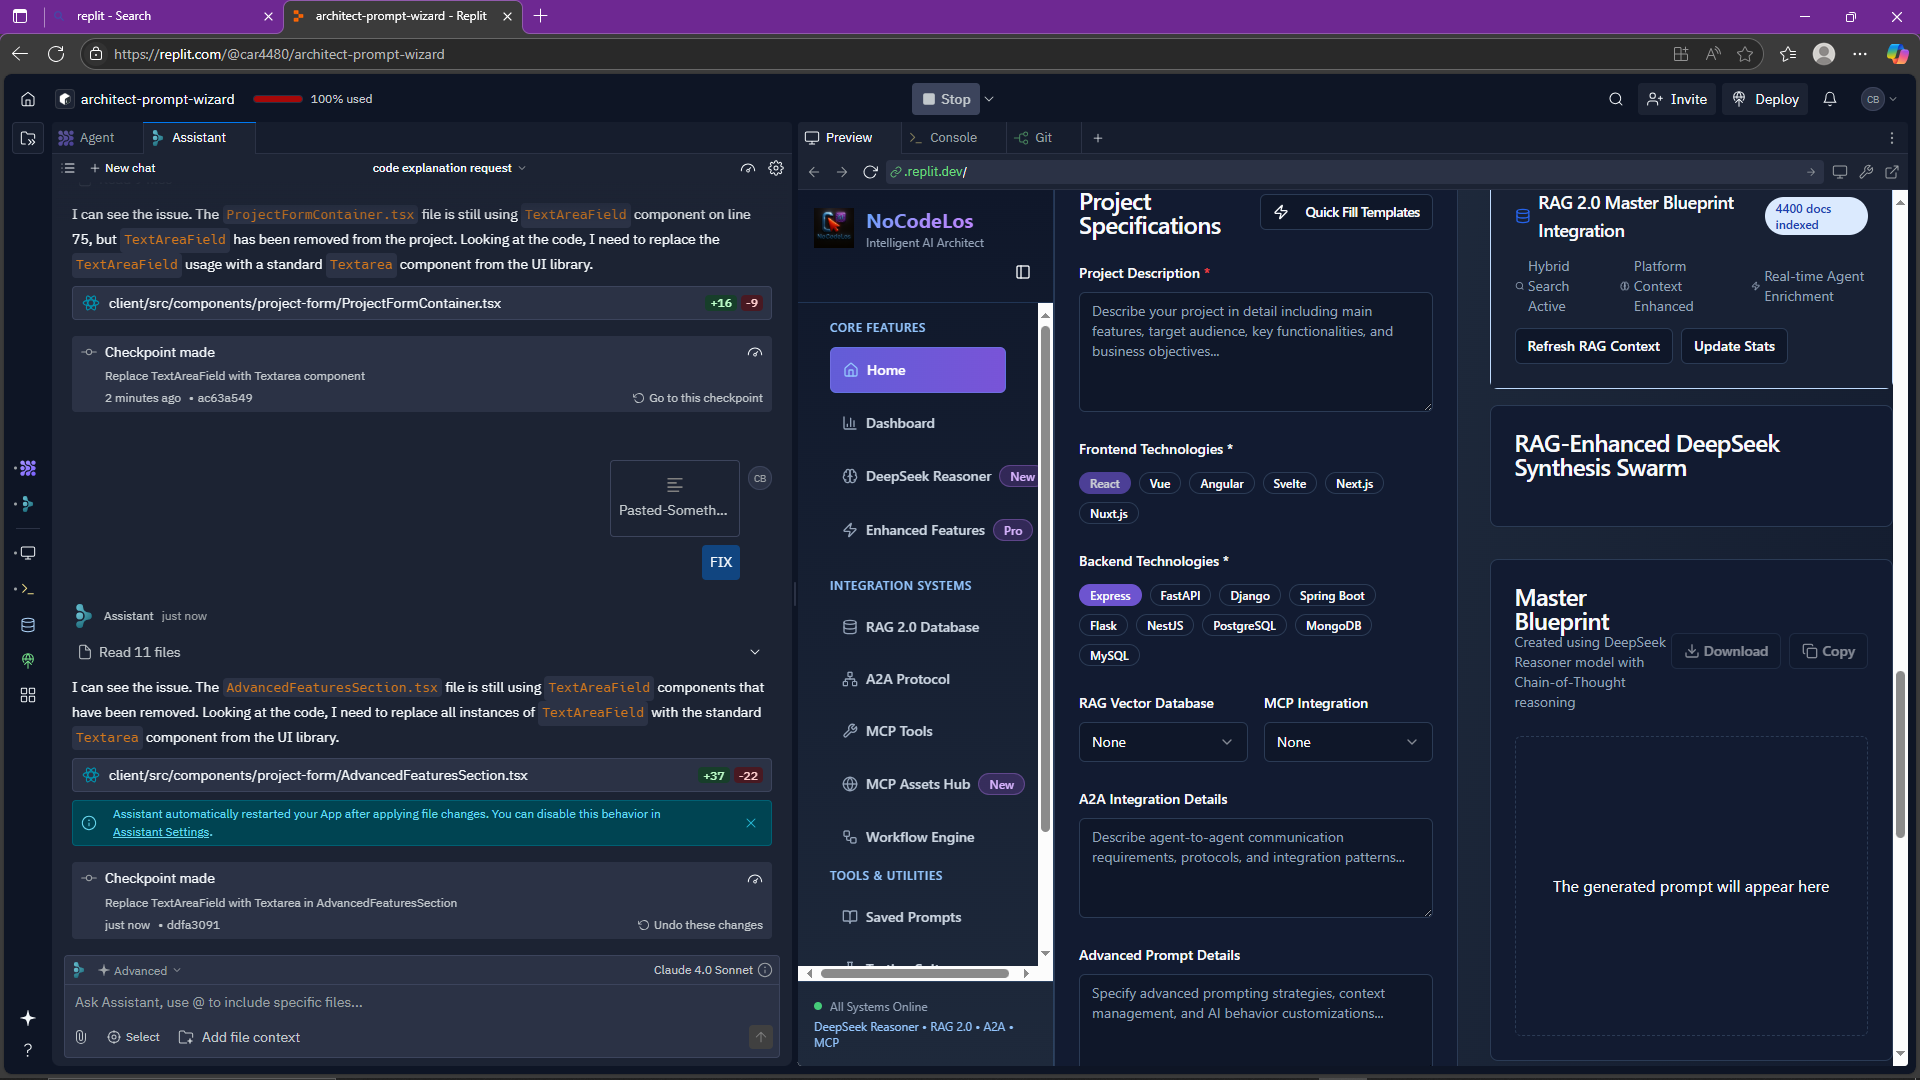 replit - Search
architect-prompt-wizard - Replit
https://replit.com/@car4480/architect-prompt-wizard
architect-prompt-wizard
100% used
Stop
Invite
Deploy
CB
Agent
Assistant
New chat
code explanation request
I can see the issue. The ProjectFormContainer.tsx file is still using TextAreaField component on line
75, but TextAreaField has been removed from the project. Looking at the code, I need to replace the
TextAreaField usage with a standard Textarea component from the UI library.
client/src/components/project-form/ProjectFormContainer.tsx
+16 -9
Checkpoint made
Replace TextAreaField with Textarea component
2 minutes ago • ac63a549
Go to this checkpoint
Pasted-Someth...
CB
FIX
Assistant just now
Read 11 files
I can see the issue. The AdvancedFeaturesSection.tsx file is still using TextAreaField components that
have been removed. Looking at the code, I need to replace all instances of TextAreaField with the standard
Textarea component from the UI library.
client/src/components/project-form/AdvancedFeaturesSection.tsx
+37 -22
Assistant automatically restarted your App after applying file changes. You can disable this behavior in
Assistant Settings.
Checkpoint made
Replace TextAreaField with Textarea in AdvancedFeaturesSection
just now • ddfa3091
Undo these changes
Advanced
Claude 4.0 Sonnet
Ask Assistant, use @ to include specific files...
Select
Add file context
Preview
Console
Git
.replit.dev/
NoCodeLos
NoCodeLos
Intelligent AI Architect
CORE FEATURES
Home
Dashboard
DeepSeek Reasoner
New
Enhanced Features
Pro
INTEGRATION SYSTEMS
RAG 2.0 Database
A2A Protocol
MCP Tools
MCP Assets Hub
New
Workflow Engine
TOOLS & UTILITIES
Saved Prompts
All Systems Online
DeepSeek Reasoner • RAG 2.0 • A2A •
MCP
Project
Specifications
Quick Fill Templates
Project Description *
Describe your project in detail including main
features, target audience, key functionalities, and
business objectives...
Frontend Technologies *
React
Vue
Angular
Svelte
Next.js
Nuxt.js
Backend Technologies *
Express
FastAPI
Django
Spring Boot
Flask
NestJS
PostgreSQL
MongoDB
MySQL
RAG Vector Database
None
MCP Integration
None
A2A Integration Details
Describe agent-to-agent communication
requirements, protocols, and integration patterns...
Advanced Prompt Details
Specify advanced prompting strategies, context
management, and AI behavior customizations...
RAG 2.0 Master Blueprint
Integration
4400 docs
indexed
Hybrid
Search
Active
Platform
Context
Enhanced
Real-time Agent
Enrichment
Refresh RAG Context
Update Stats
RAG-Enhanced DeepSeek
Synthesis Swarm
Master
Blueprint
Created using DeepSeek
Reasoner model with
Chain-of-Thought
reasoning
Download
Copy
The generated prompt will appear here